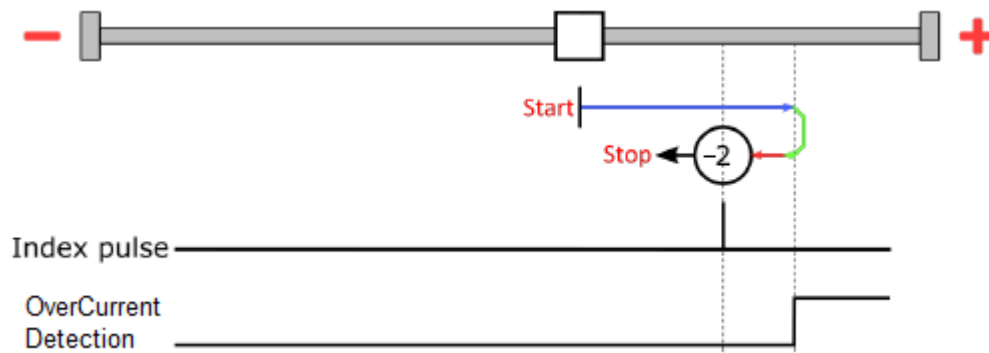 − +
Start
Stop −2
Index pulse
OverCurrent
Detection